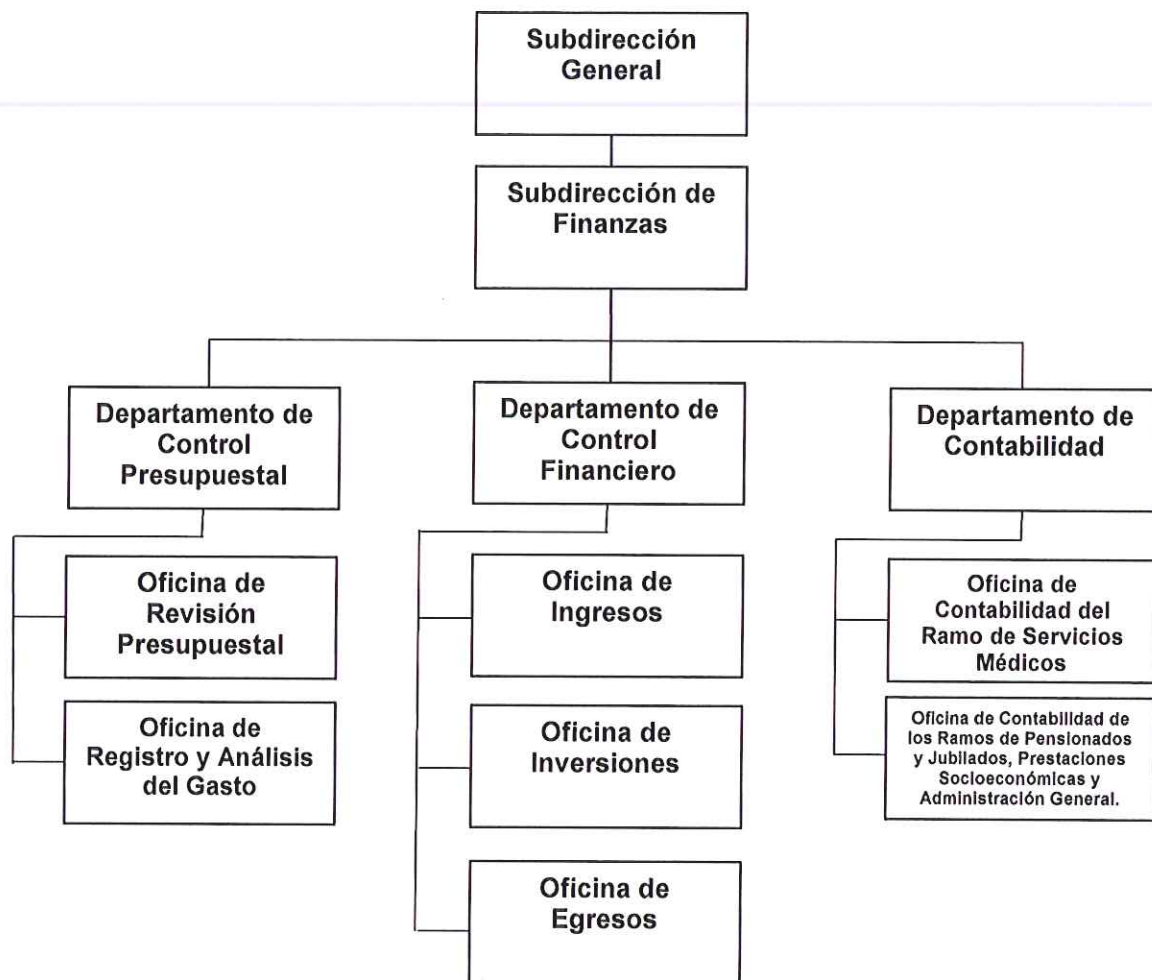 Subdirección
General
Subdirección de
Finanzas
Departamento de
Control
Presupuestal
Departamento de
Control
Financiero
Departamento de
Contabilidad
Oficina de
Revisión
Presupuestal
Oficina de
Registro y Análisis
del Gasto
Oficina de
Ingresos
Oficina de
Inversiones
Oficina de
Egresos
Oficina de
Contabilidad del
Ramo de Servicios
Médicos
Oficina de Contabilidad de
los Ramos de Pensionados
y Jubilados, Prestaciones
Socioeconómicas y
Administración General.